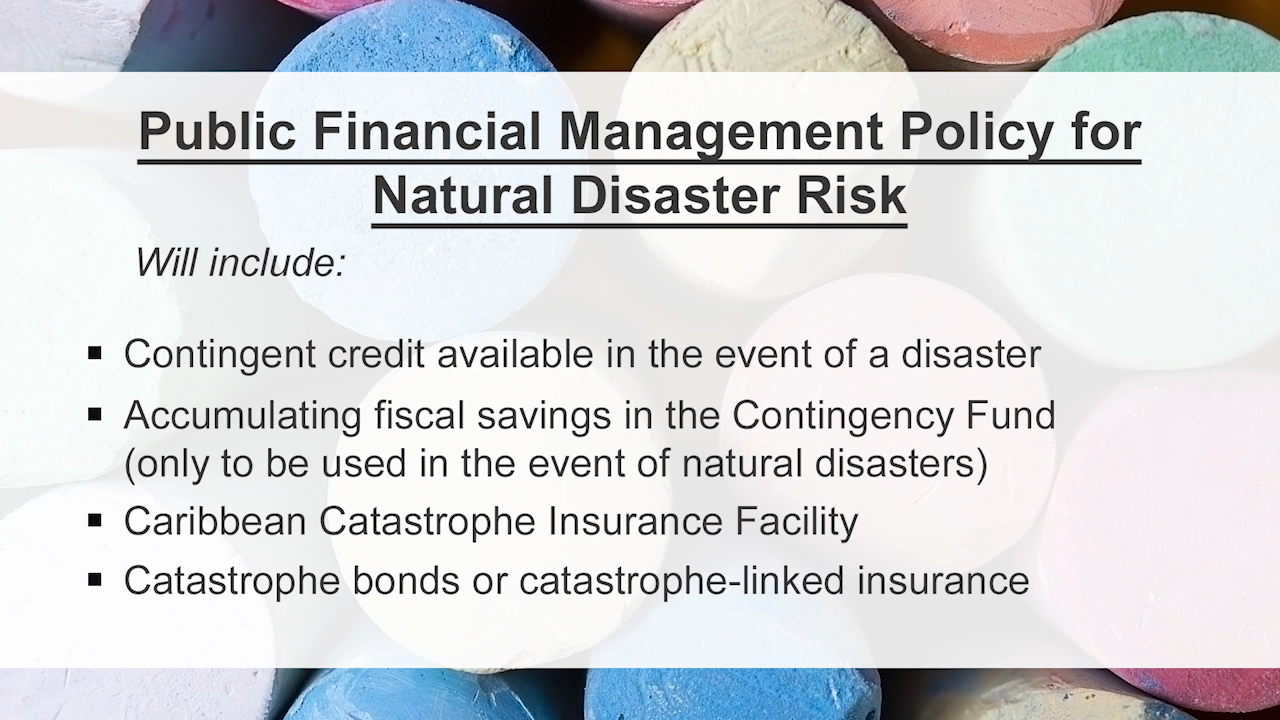 Public Financial Management Policy for
Natural Disaster Risk
Will include:
▪ Contingent credit available in the event of a disaster
▪ Accumulating fiscal savings in the Contingency Fund
(only to be used in the event of natural disasters)
▪ Caribbean Catastrophe Insurance Facility
▪ Catastrophe bonds or catastrophe-linked insurance